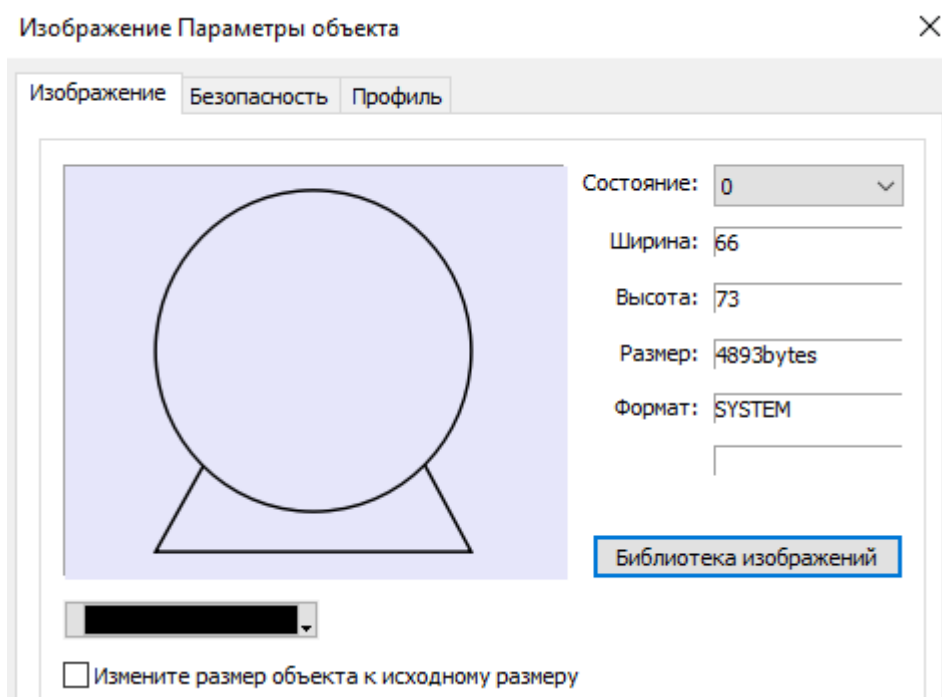 Изображение Параметры объекта
Изображение Безопасность Профиль
Состояние: 0
Ширина: 66
Высота: 73
Размер: 4893bytes
Формат: SYSTEM
Библиотека изображений
Измените размер объекта к исходному размеру